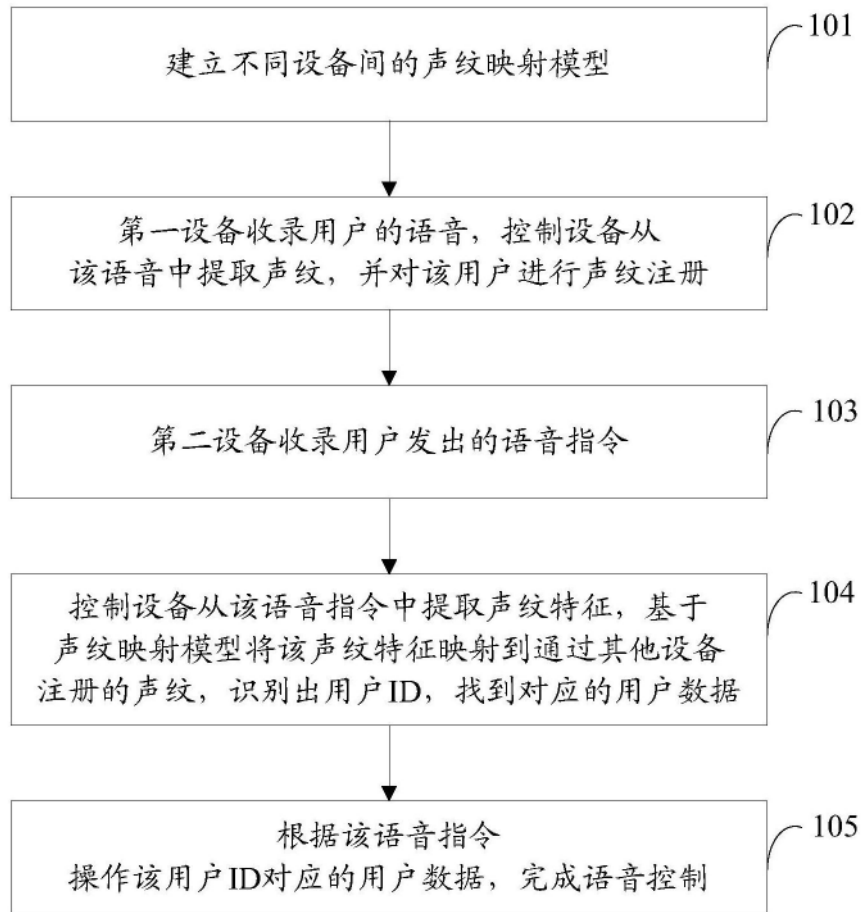 建立不同设备间的声纹映射模型
101
第一设备收录用户的语音，控制设备从
该语音中提取声纹，并对该用户进行声纹注册
102
第二设备收录用户发出的语音指令
103
控制设备从该语音指令中提取声纹特征，基于
声纹映射模型将该声纹特征映射到通过其他设备
注册的声纹，识别出用户ID，找到对应的用户数据
104
根据该语音指令
操作该用户ID对应的用户数据，完成语音控制
105